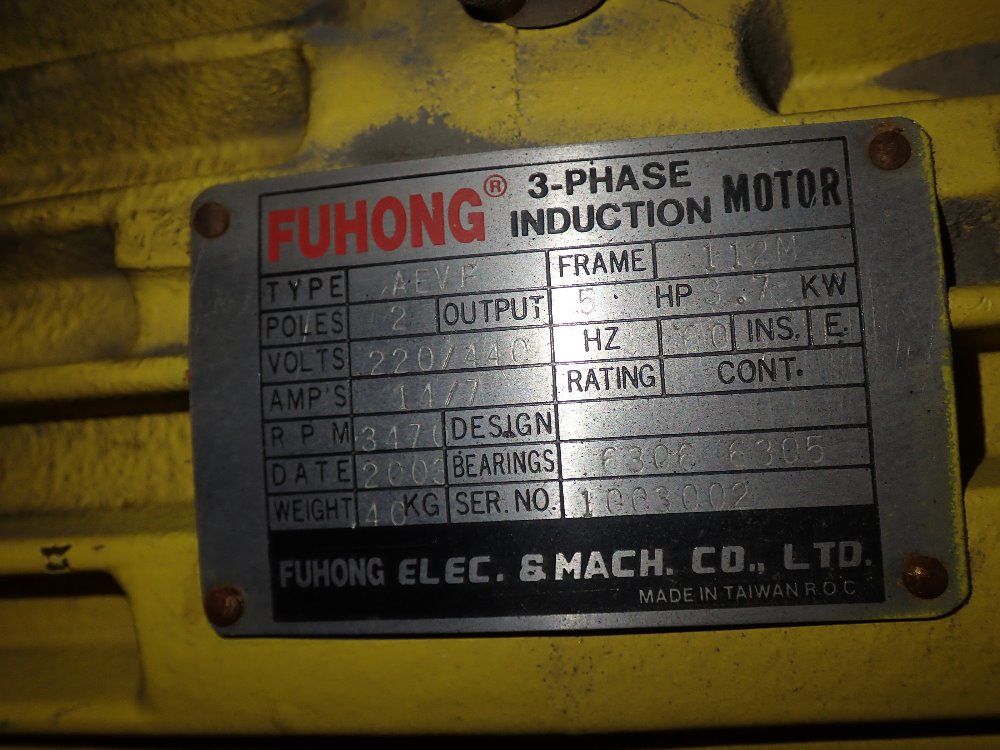 FUHONG® 3-PHASE INDUCTION MOTOR
TYPE AEVP FRAME 112M
POLES 2 OUTPUT 5 HP 3.7 KW
VOLTS 220/440 HZ 60 INS. E.
AMP'S 14/7 RATING CONT.
RPM 3470 DESIGN
DATE BEARINGS 6306 6305
WEIGHT 40 KG SER. NO. 1003002
FUHONG ELEC. & MACH. CO., LTD.
MADE IN TAIWAN R.O.C